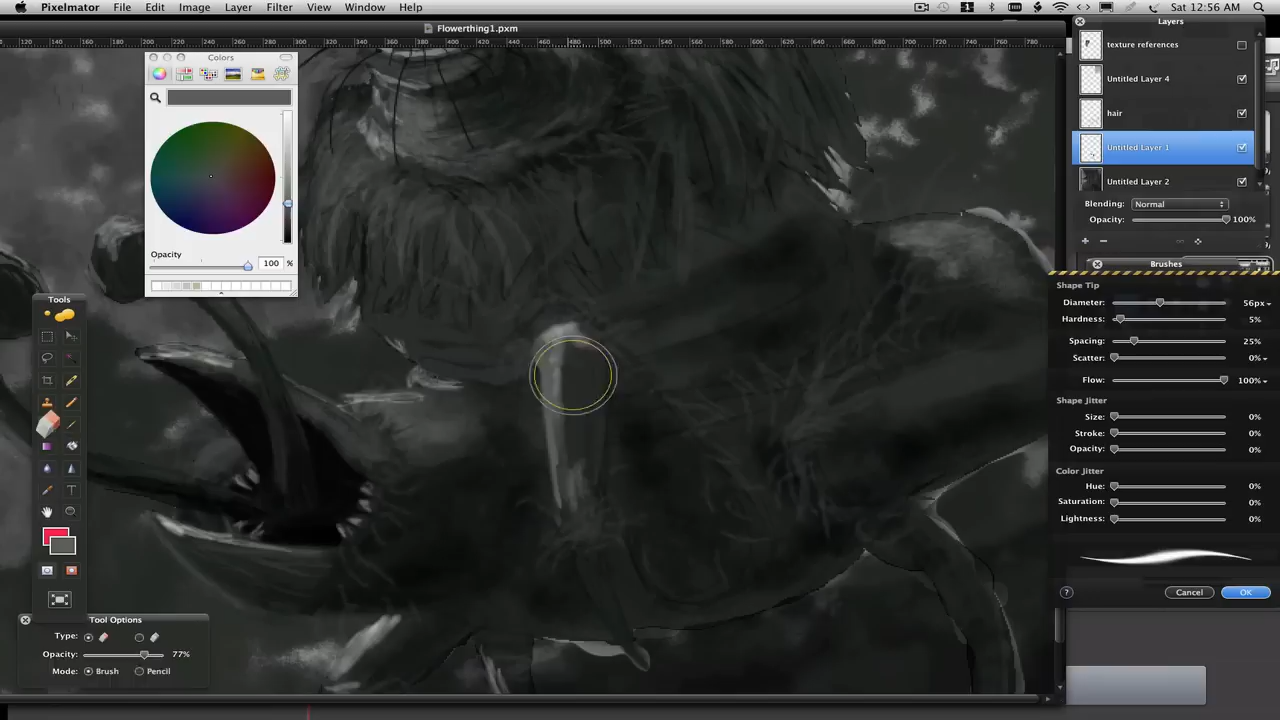 Pixelmator File Edit Image Layer Filter View Window Help Sat 12:56 AM
Flowerthing1.pxm
Layers
texture references
Untitled Layer 4
hair
Untitled Layer 1
Untitled Layer 2
Blending: Normal
Opacity: 100%
Colors
Opacity
100 %
Brushes
Shape Tip
Diameter: 56px
Hardness: 5%
Spacing: 25%
Scatter: 0%
Flow: 100%
Shape Jitter
Size: 0%
Stroke: 0%
Opacity: 0%
Color Jitter
Hue: 0%
Saturation: 0%
Lightness: 0%
? Cancel OK
Tools
T
Tool Options
Type:
Opacity: 77%
Mode: Brush Pencil